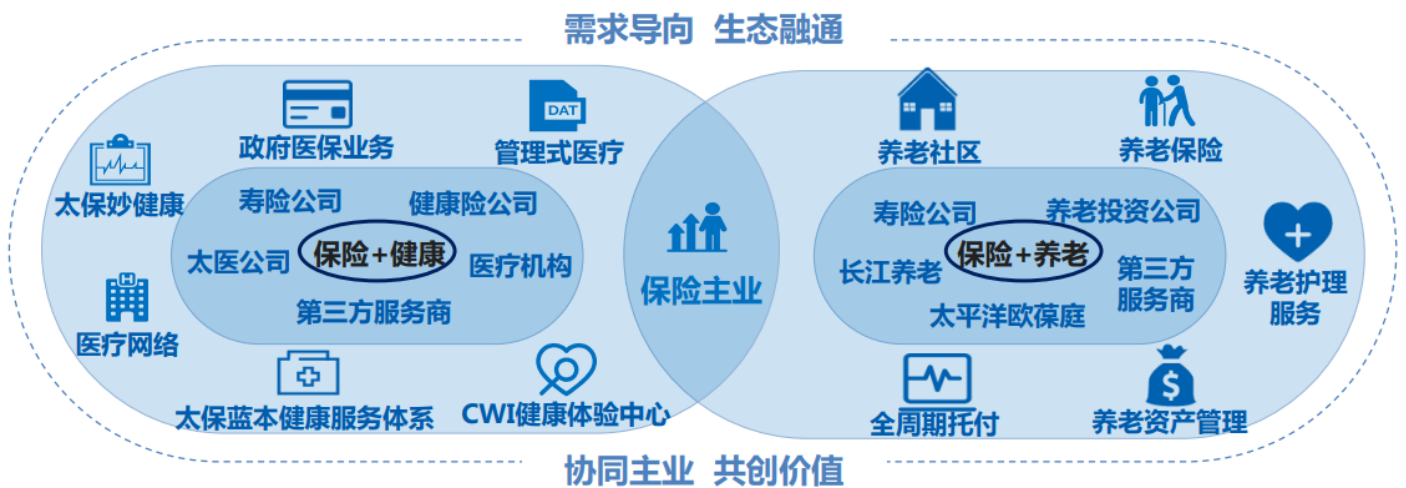 需求导向 生态融通
政府医保业务
管理式医疗
DAT
太保妙健康
寿险公司
健康险公司
太医公司
保险+健康
医疗机构
第三方服务商
医疗网络
太保蓝本健康服务体系
CWI健康体验中心
保险主业
养老社区
养老保险
寿险公司
养老投资公司
长江养老
保险+养老
第三方
服务商
太平洋欧葆庭
养老护理
服务
全周期托付
$
养老资产管理
协同主业 共创价值